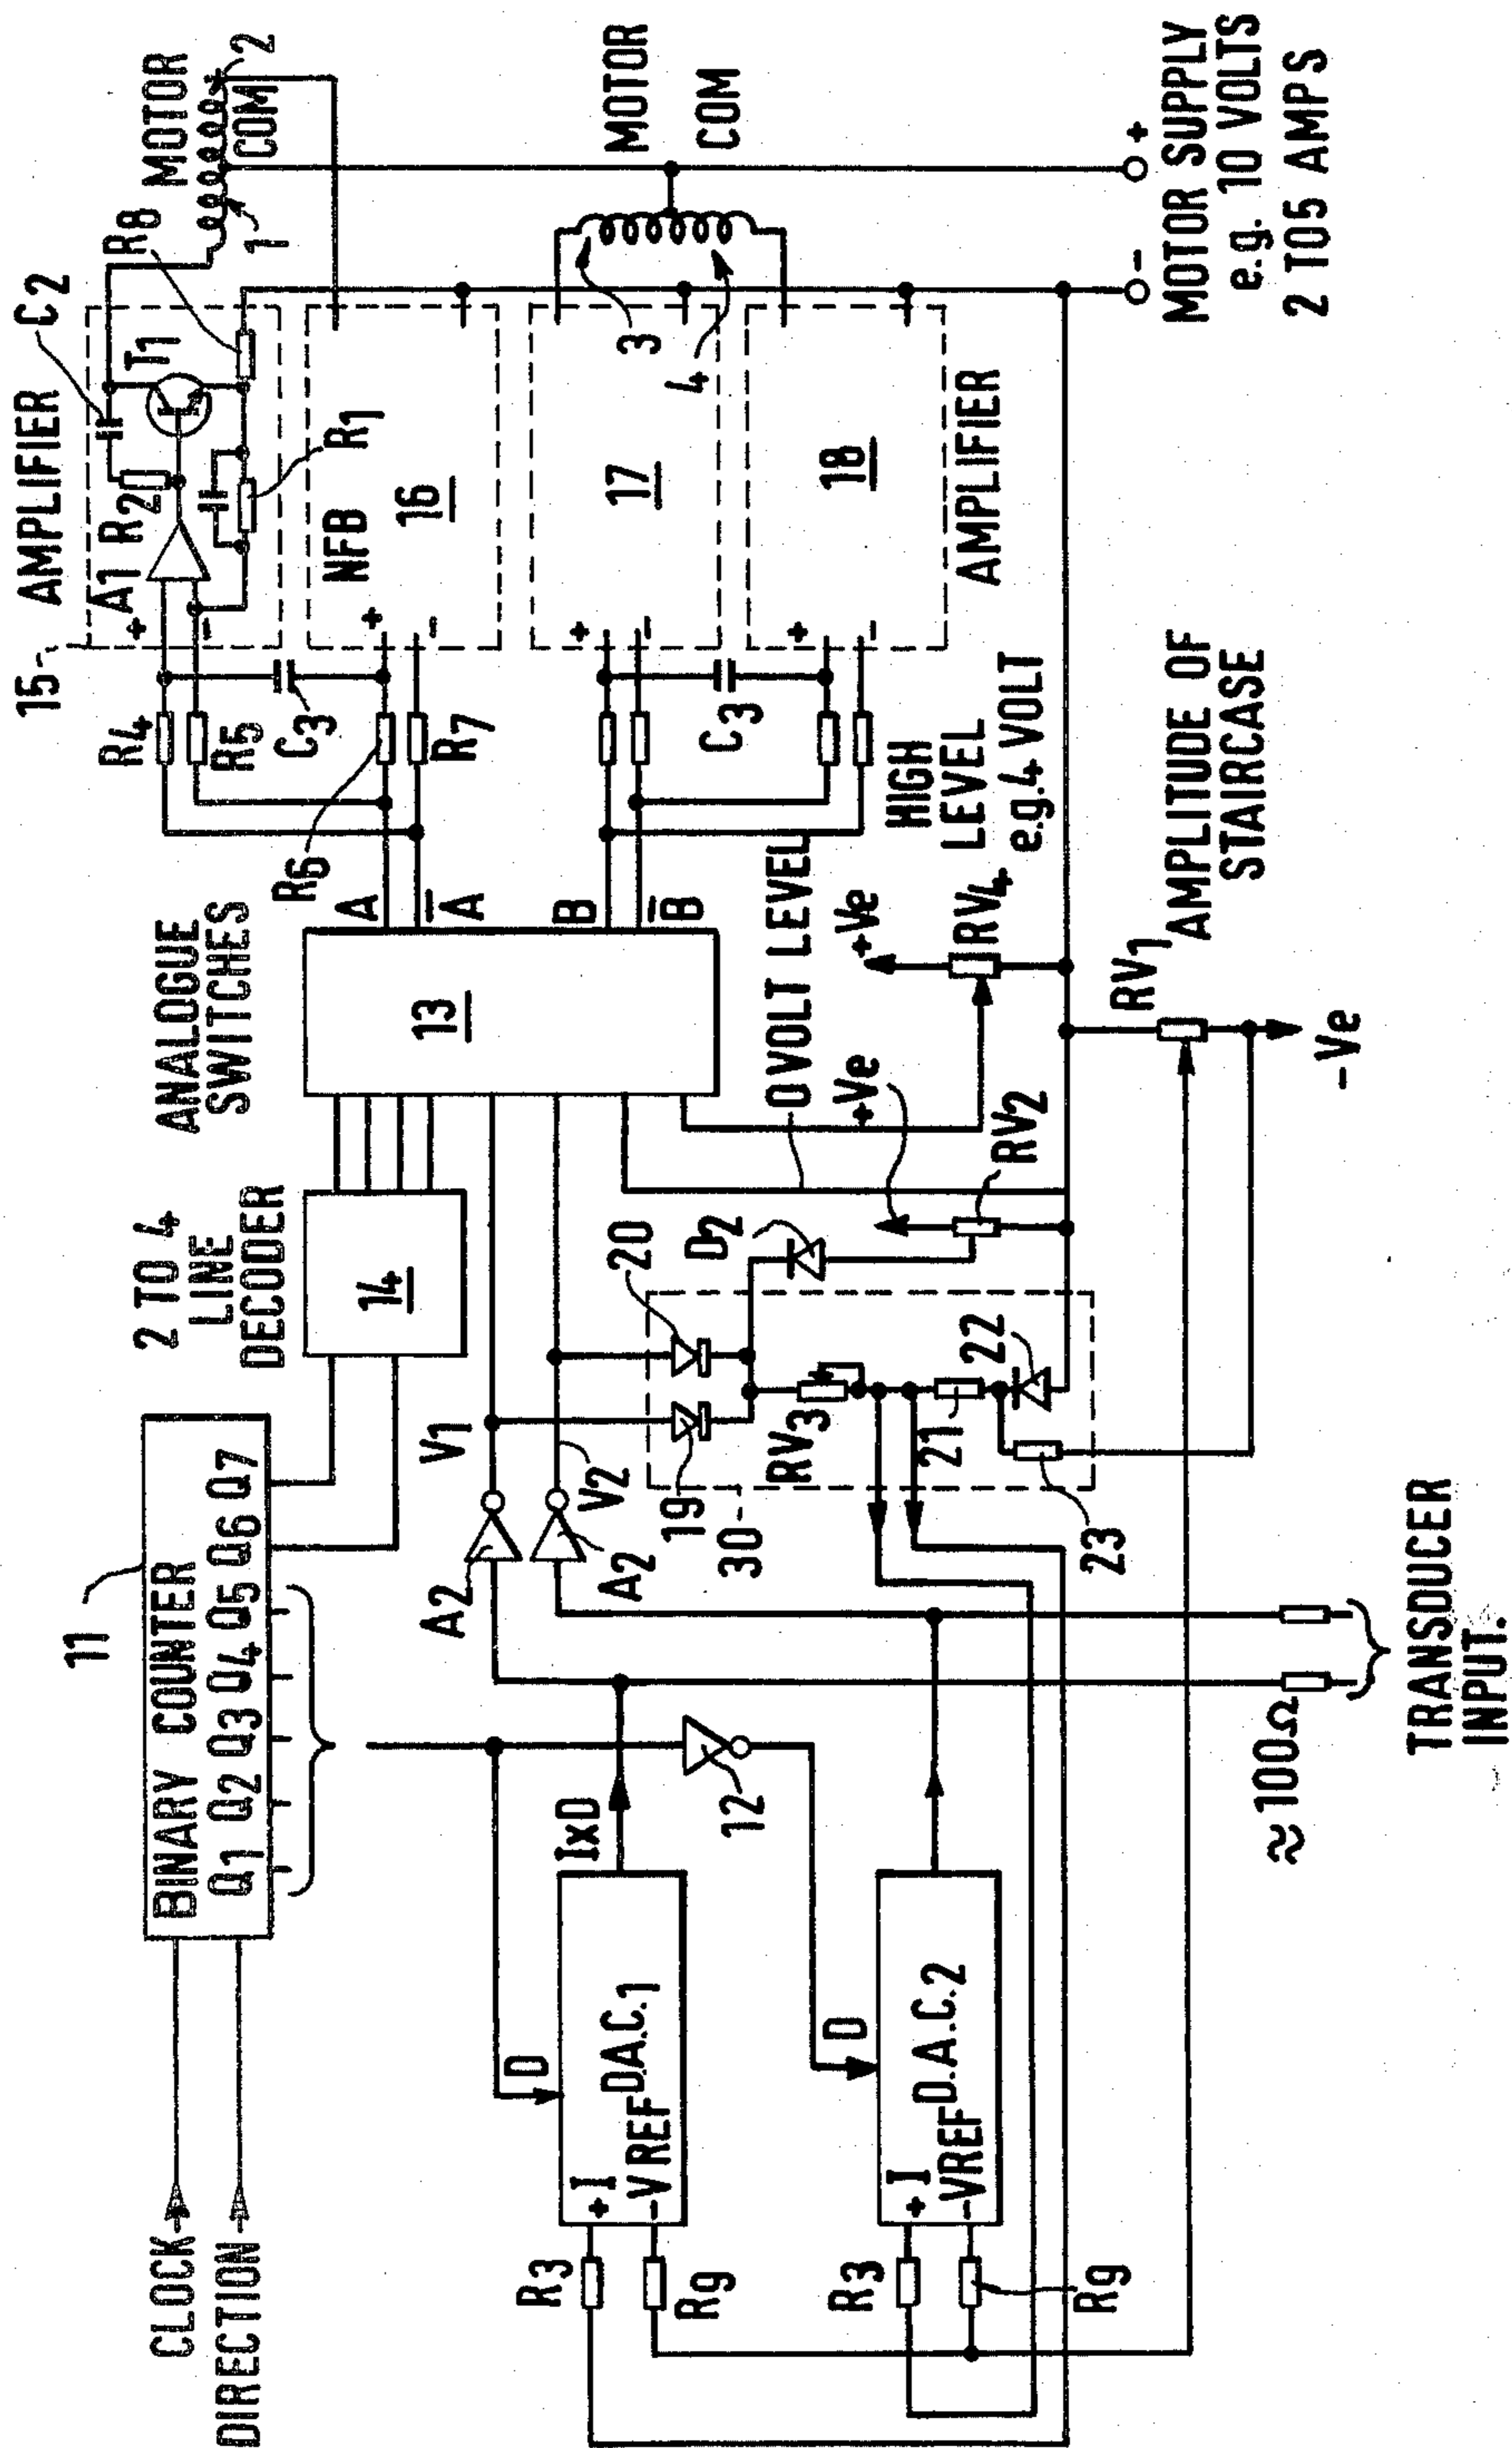 CLOCK
DIRECTION
11
BINARY COUNTER
Q1 Q2 Q3 Q4 Q5 Q6 Q7
2 TO 4
LINE
DECODER
14
ANALOGUE
SWITCHES
13
A
A̅
B
B̅
R4
R5
C3
R6
R7
C3
15
AMPLIFIER
A1
R2
T1
C2
R8
R1
+
−
NFB
16
+
−
17
+
−
18
+
−
AMPLIFIER
MOTOR
COM
1
2
MOTOR
COM
3
4
− +
MOTOR SUPPLY
e.g. 10 VOLTS
2 TO5 AMPS
12
D
IxD
D.A.C.1
+I
−VREF
R3
R9
D
D.A.C.2
+I
−VREF
R3
R9
A2
V1
A2
V2
19
20
30
RV3
21
22
23
D2
RV2
+Ve
0VOLT LEVEL
+Ve
RV4
HIGH
LEVEL
e.g.4 VOLT
RV1
AMPLITUDE OF
STAIRCASE
-Ve
≈100Ω
TRANSDUCER
INPUT.